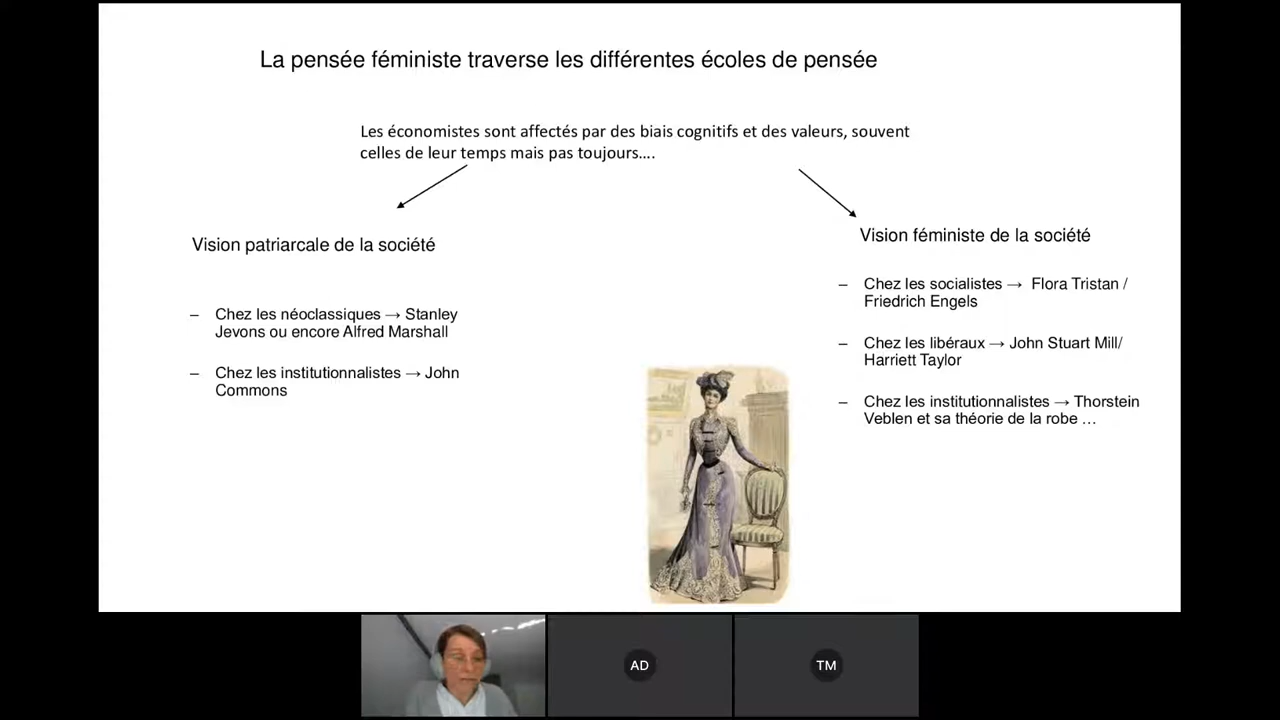 La pensée féministe traverse les différentes écoles de pensée
Les économistes sont affectés par des biais cognitifs et des valeurs, souvent
celles de leur temps mais pas toujours….
Vision patriarcale de la société
– Chez les néoclassiques → Stanley
Jevons ou encore Alfred Marshall
– Chez les institutionnalistes → John
Commons
Vision féministe de la société
– Chez les socialistes → Flora Tristan /
Friedrich Engels
– Chez les libéraux → John Stuart Mill/
Harriett Taylor
– Chez les institutionnalistes → Thorstein
Veblen et sa théorie de la robe …
AD
TM